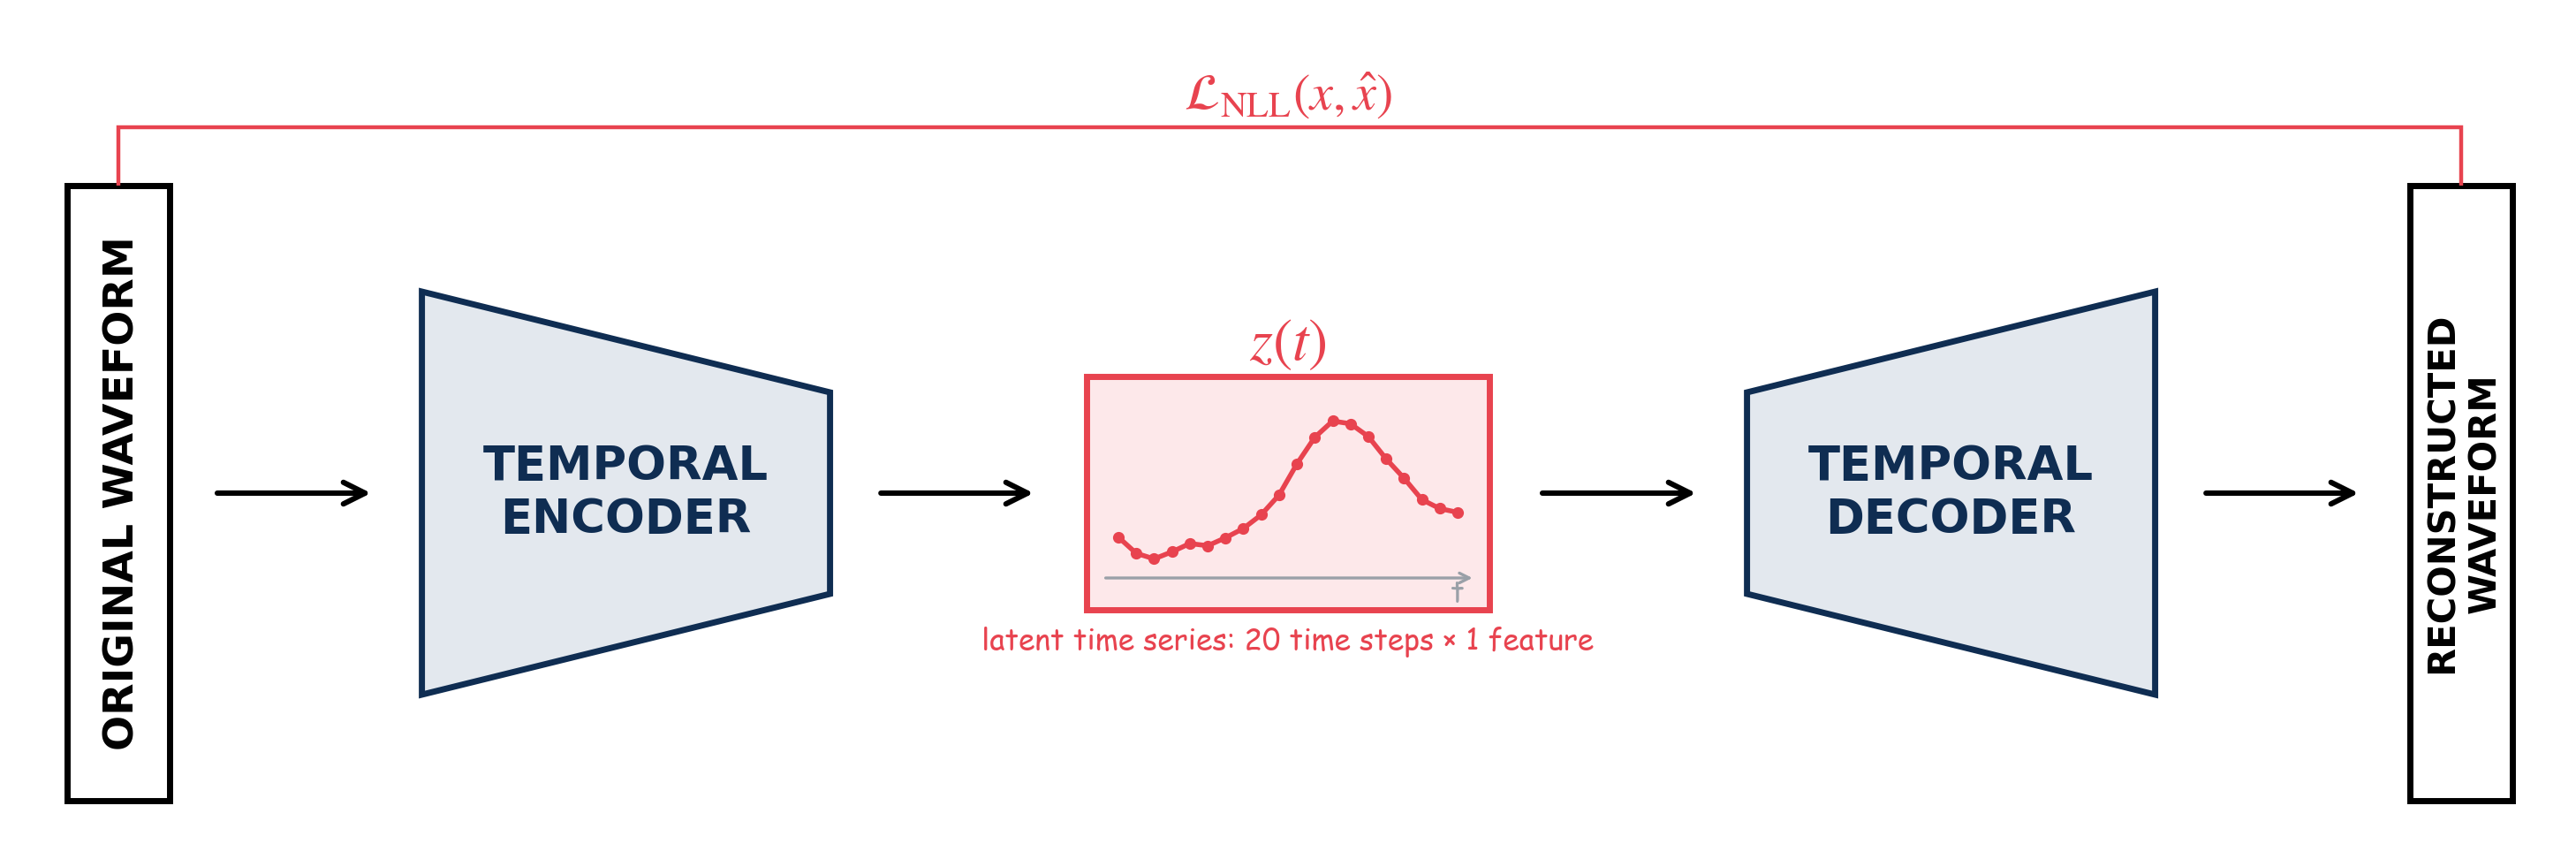 ℒNLL(x, x̂)
ORIGINAL WAVEFORM
TEMPORAL
ENCODER
z(t)
t
latent time series: 20 time steps × 1 feature
TEMPORAL
DECODER
RECONSTRUCTED
WAVEFORM